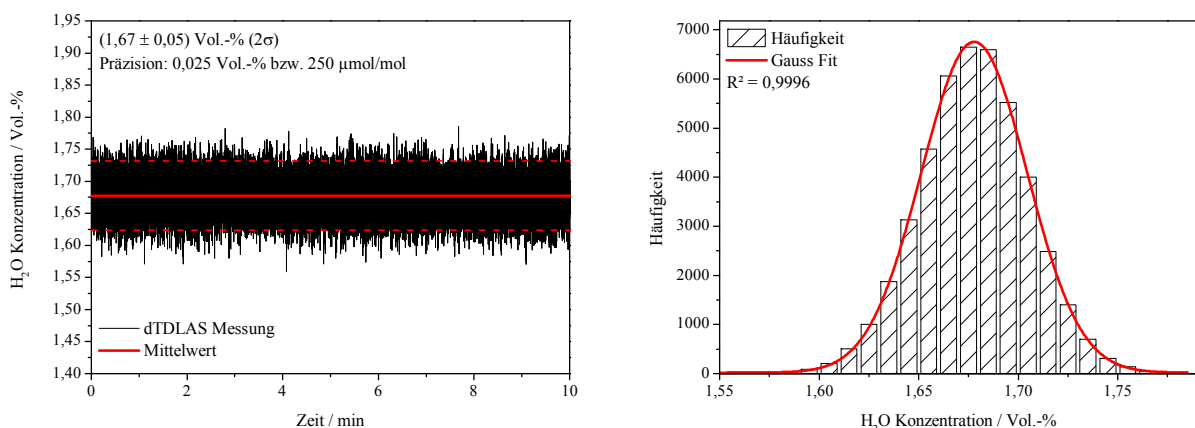 1,95
1,90
1,85
1,80
1,75
1,70
1,65
1,60
1,55
1,50
1,45
1,40
H₂O Konzentration / Vol.-%
(1,67 ± 0,05) Vol.-% (2σ)
Präzision: 0,025 Vol.-% bzw. 250 µmol/mol
dTDLAS Messung
Mittelwert
0 2 4 6 8 10
Zeit / min
7000
6000
5000
4000
3000
2000
1000
0
Häufigkeit
Häufigkeit
Gauss Fit
R² = 0,9996
1,55 1,60 1,65 1,70 1,75
H₂O Konzentration / Vol.-%